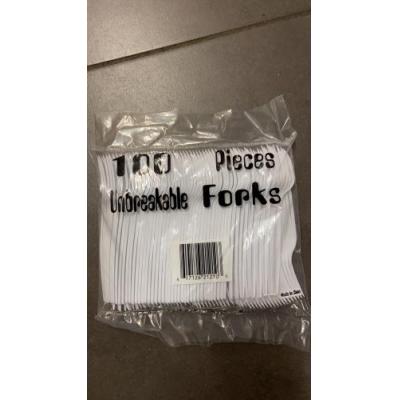 100 Pieces
Unbreakable Forks